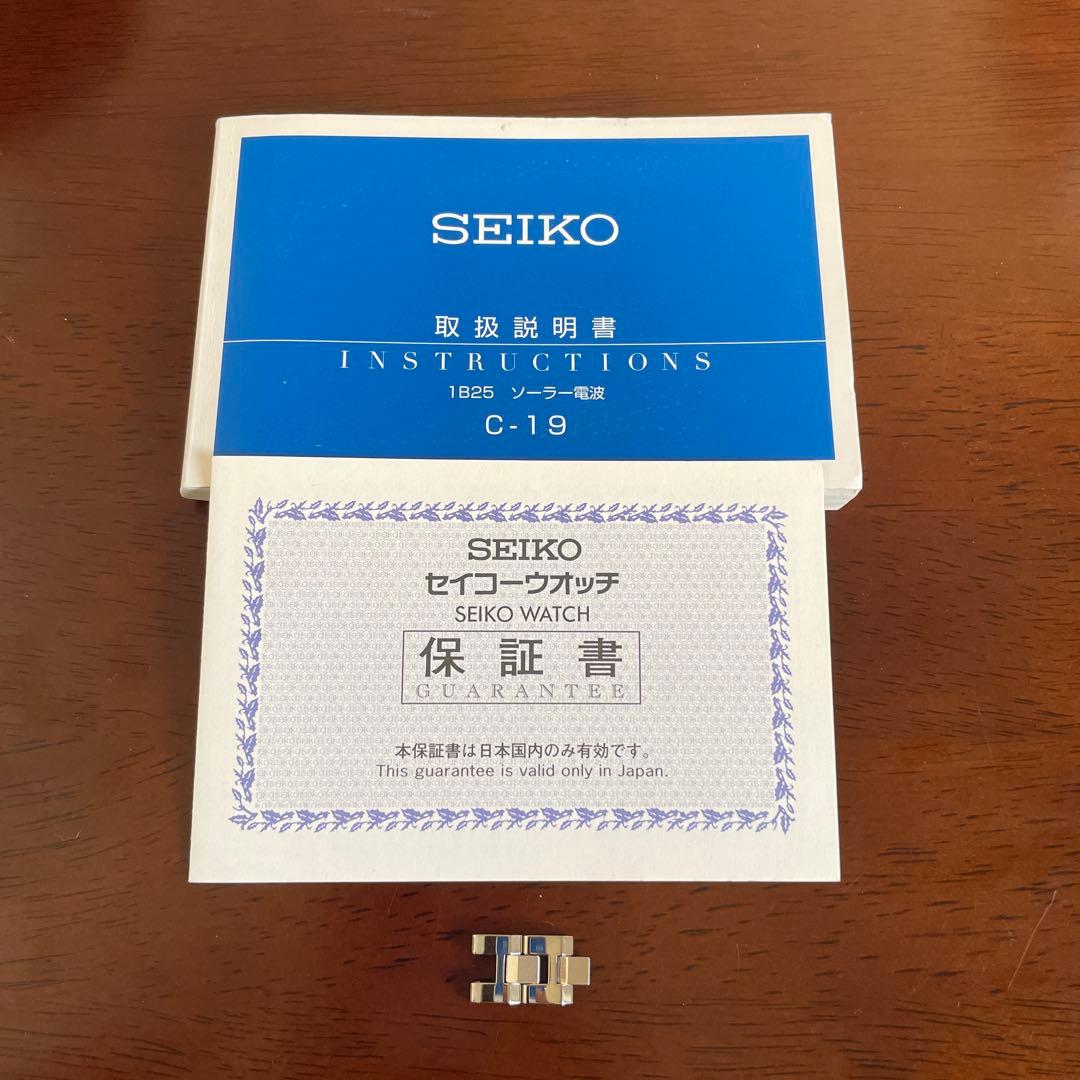 SEIKO
取扱説明書
INSTRUCTIONS
1B25 ソーラー電波
C-19
SEIKO
セイコーウオッチ
SEIKO WATCH
保証書
GUARANTEE
本保証書は日本国内のみ有効です。
This guarantee is valid only in Japan.